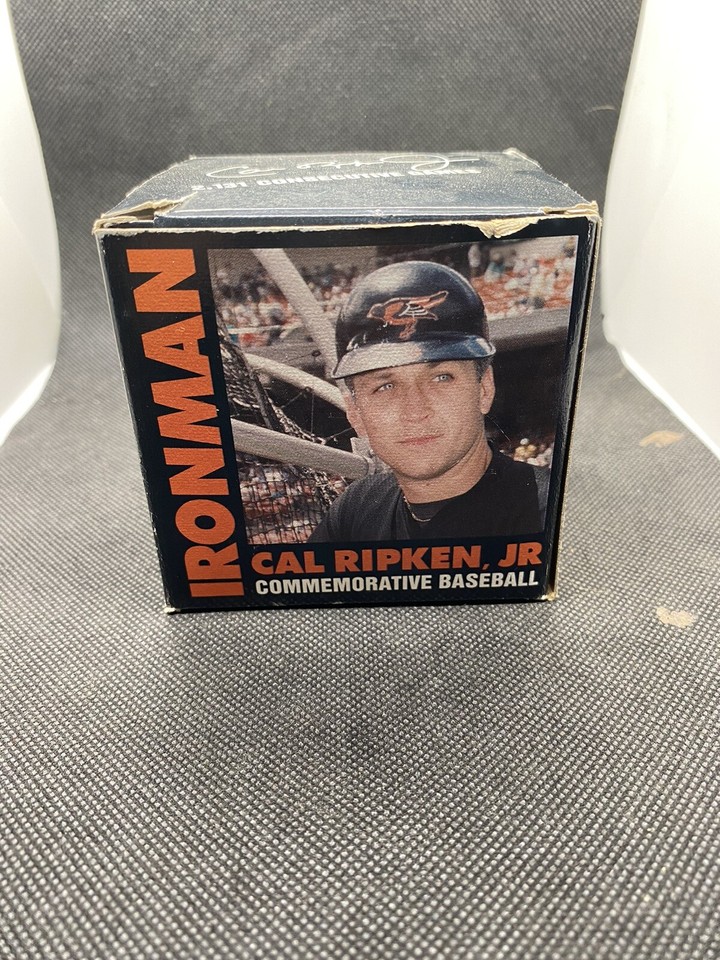 2,131 CONSECUTIVE GAMES
IRONMAN
CAL RIPKEN, JR
COMMEMORATIVE BASEBALL